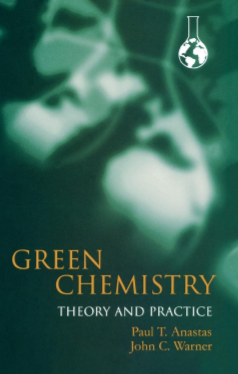 GREEN
CHEMISTRY
THEORY AND PRACTICE
Paul T. Anastas
John C. Warner